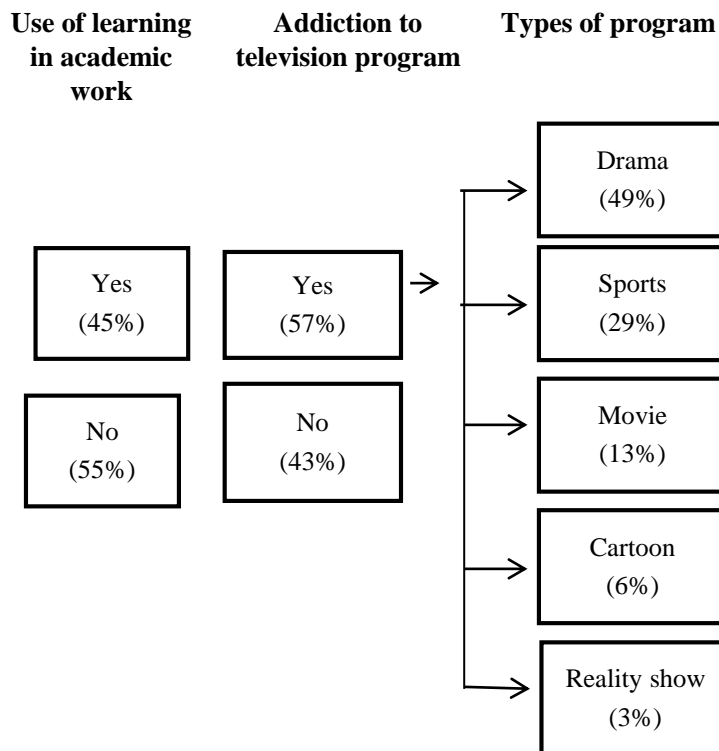 Use of learning
in academic
work
Addiction to
television program
Types of program
Yes
(45%)
No
(55%)
Yes
(57%)
No
(43%)
Drama
(49%)
Sports
(29%)
Movie
(13%)
Cartoon
(6%)
Reality show
(3%)